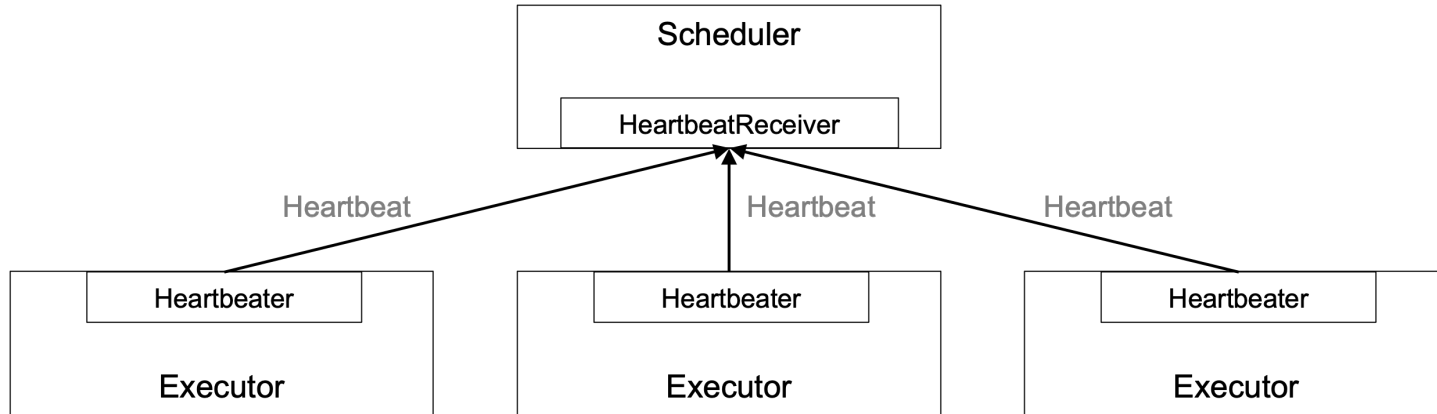 Scheduler
HeartbeatReceiver
Heartbeat
Heartbeat
Heartbeat
Heartbeater
Heartbeater
Heartbeater
Executor
Executor
Executor